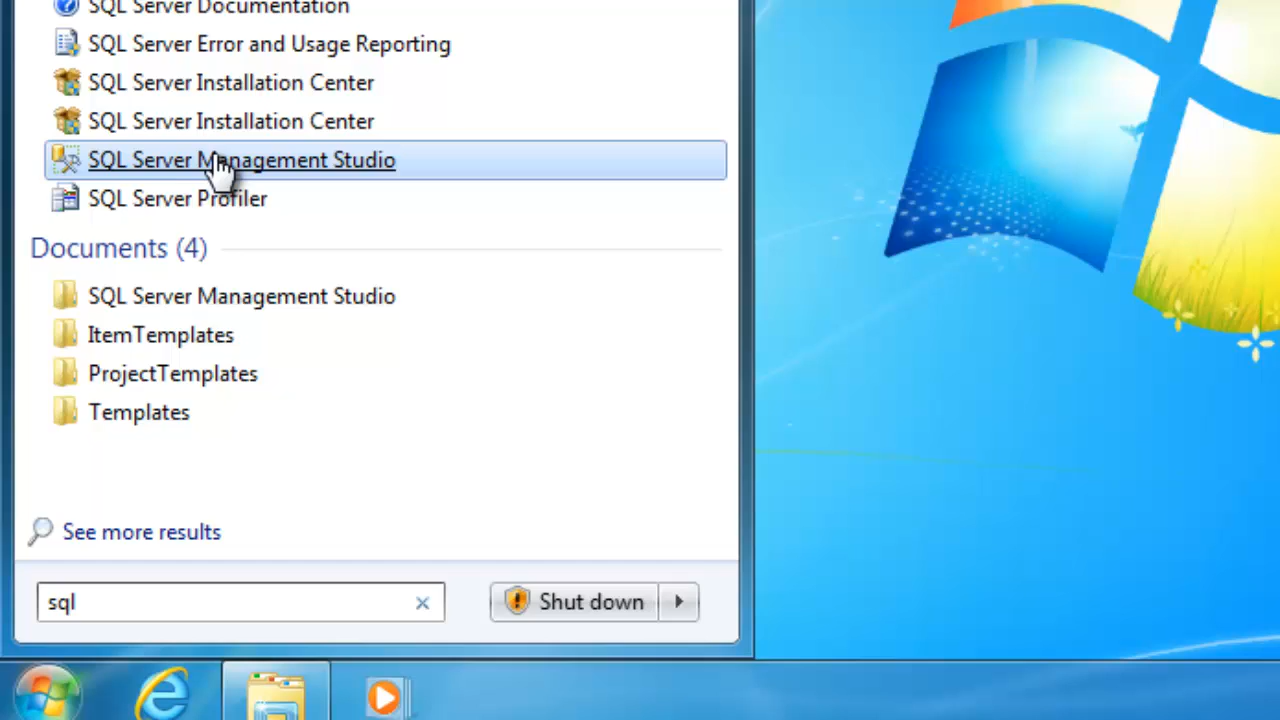 SQL Server Documentation
SQL Server Error and Usage Reporting
SQL Server Installation Center
SQL Server Installation Center
SQL Server Management Studio
SQL Server Profiler
Documents (4)
SQL Server Management Studio
ItemTemplates
ProjectTemplates
Templates
See more results
sql
Shut down